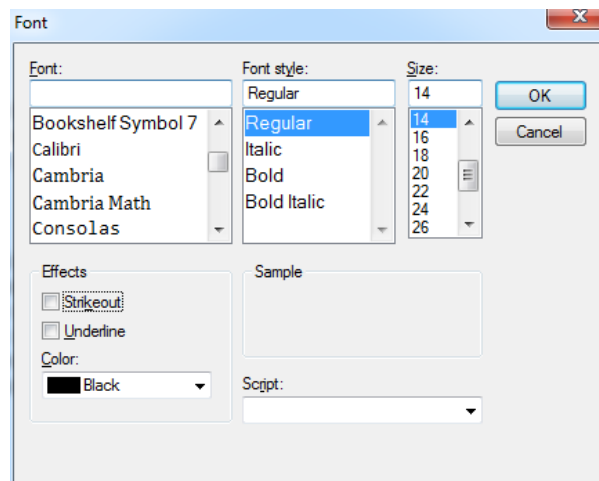 Font
Font:
Font style:
Size:
Regular
14
OK
Cancel
Bookshelf Symbol 7
Calibri
Cambria
Cambria Math
Consolas
Regular
Italic
Bold
Bold Italic
14
16
18
20
22
24
26
Effects
Strikeout
Underline
Color:
Black
Sample
Script: